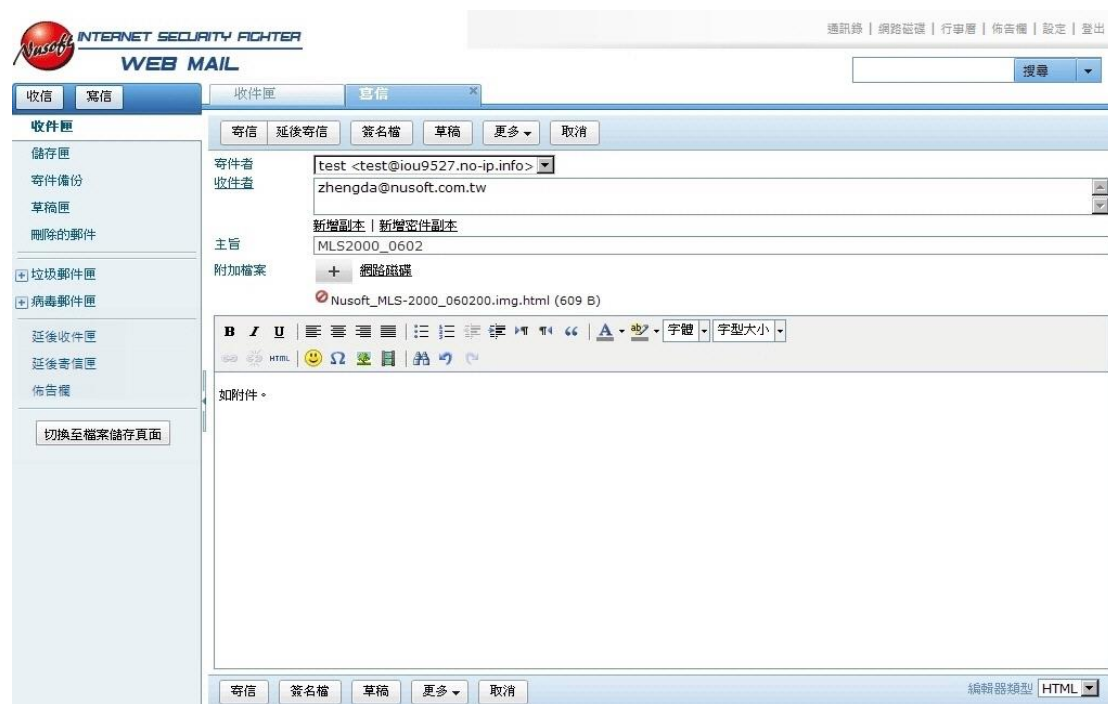 Nusoft INTERNET SECURITY FIGHTER
WEB MAIL
通訊錄 | 網路磁碟 | 行事曆 | 佈告欄 | 設定 | 登出
搜尋
收信 寫信
收件匣 寫信
收件匣
儲存匣
寄件備份
草稿匣
刪除的郵件
垃圾郵件匣
病毒郵件匣
延後收件匣
延後寄信匣
佈告欄
切換至檔案儲存頁面
寄信 延後寄信 簽名檔 草稿 更多 取消
寄件者 test <test@iou9527.no-ip.info>
收件者 zhengda@nusoft.com.tw
新增副本 | 新增密件副本
主旨 MLS2000_0602
附加檔案 + 網路磁碟
Nusoft_MLS-2000_060200.img.html (609 B)
B I U A 字體 字型大小
HTML Ω
如附件。
寄信 簽名檔 草稿 更多 取消 編輯器類型 HTML